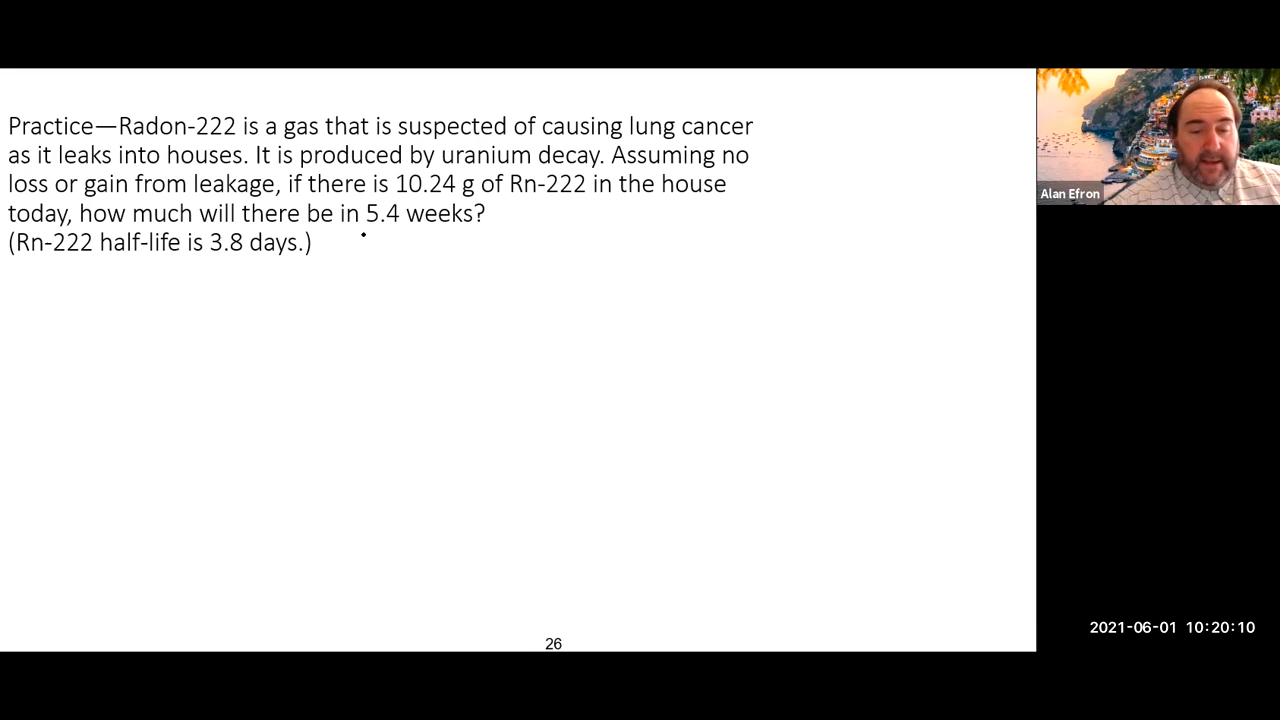 Practice—Radon-222 is a gas that is suspected of causing lung cancer
as it leaks into houses. It is produced by uranium decay. Assuming no
loss or gain from leakage, if there is 10.24 g of Rn-222 in the house
today, how much will there be in 5.4 weeks?
(Rn-222 half-life is 3.8 days.)
Alan Efron
2021-06-01 10:20:10
26